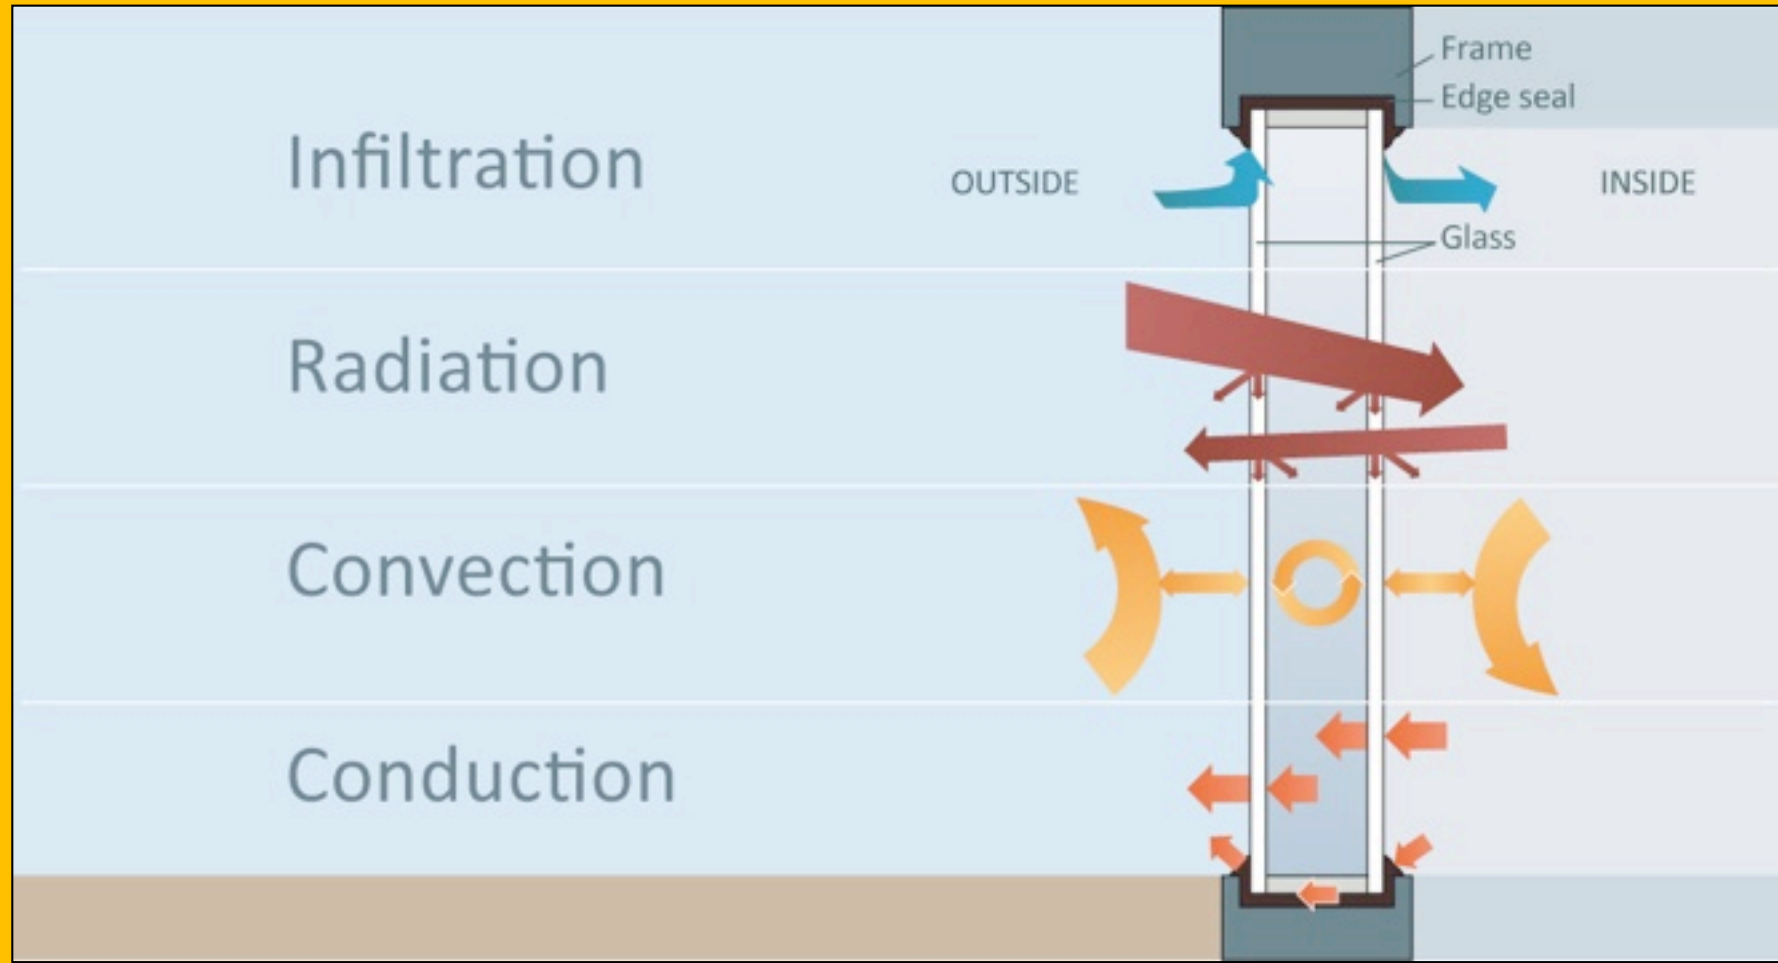 Frame
Edge seal
Infiltration
OUTSIDE
INSIDE
Glass
Radiation
Convection
Conduction